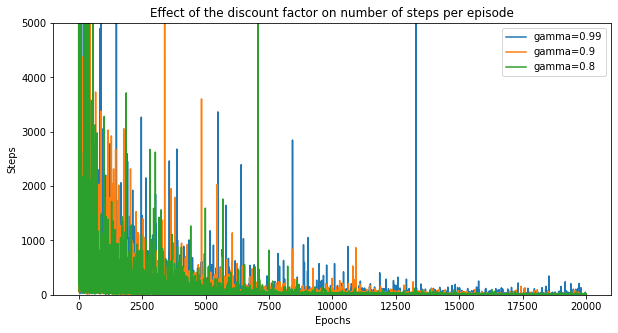 Effect of the discount factor on number of steps per episode
gamma=0.99
gamma=0.9
gamma=0.8
5000
4000
3000
2000
1000
0
Steps
0 2500 5000 7500 10000 12500 15000 17500 20000
Epochs